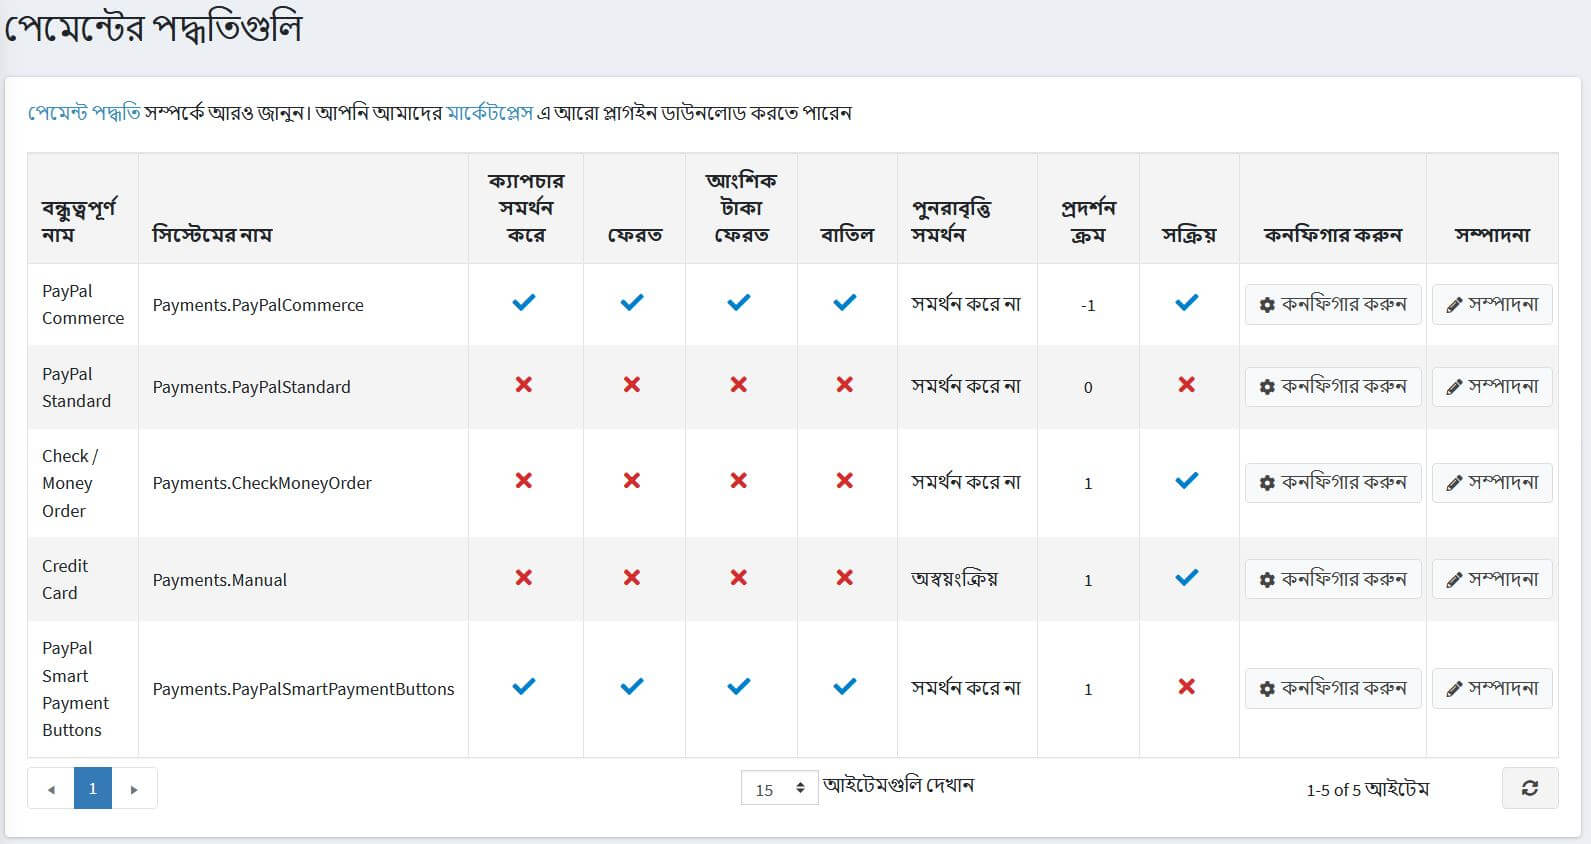 পেমেন্টের পদ্ধতিগুলি
পেমেন্ট পদ্ধতি সম্পর্কে আরও জানুন। আপনি আমাদের মার্কেটপ্লেস এ আরো প্লাগইন ডাউনলোড করতে পারেন
বন্ধুত্বপূর্ণ নাম সিস্টেমের নাম ক্যাপচার সমর্থন করে ফেরত আংশিক টাকা ফেরত বাতিল পুনরাবৃত্তি সমর্থন প্রদর্শন ক্রম সক্রিয় কনফিগার করুন সম্পাদনা
PayPal Commerce Payments.PayPalCommerce সমর্থন করে না -1 কনফিগার করুন সম্পাদনা
PayPal Standard Payments.PayPalStandard সমর্থন করে না 0 কনফিগার করুন সম্পাদনা
Check / Money Order Payments.CheckMoneyOrder সমর্থন করে না 1 কনফিগার করুন সম্পাদনা
Credit Card Payments.Manual অস্বয়ংক্রিয় 1 কনফিগার করুন সম্পাদনা
PayPal Smart Payment Buttons Payments.PayPalSmartPaymentButtons সমর্থন করে না 1 কনফিগার করুন সম্পাদনা
1 15 আইটেমগুলি দেখান 1-5 of 5 আইটেম